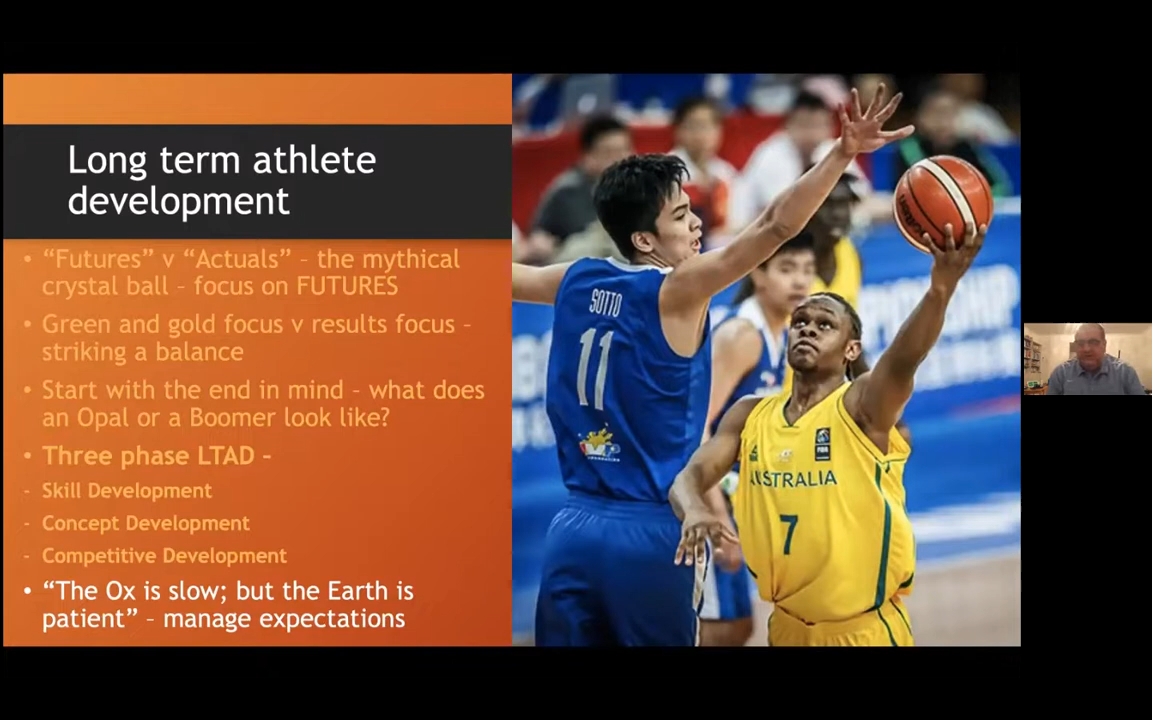 Long term athlete
development
• “Futures” v “Actuals” – the mythical
crystal ball – focus on FUTURES
• Green and gold focus v results focus –
striking a balance
• Start with the end in mind – what does
an Opal or a Boomer look like?
• Three phase LTAD –
- Skill Development
- Concept Development
- Competitive Development
• “The Ox is slow; but the Earth is
patient” – manage expectations
SOTTO
11
AUSTRALIA
7